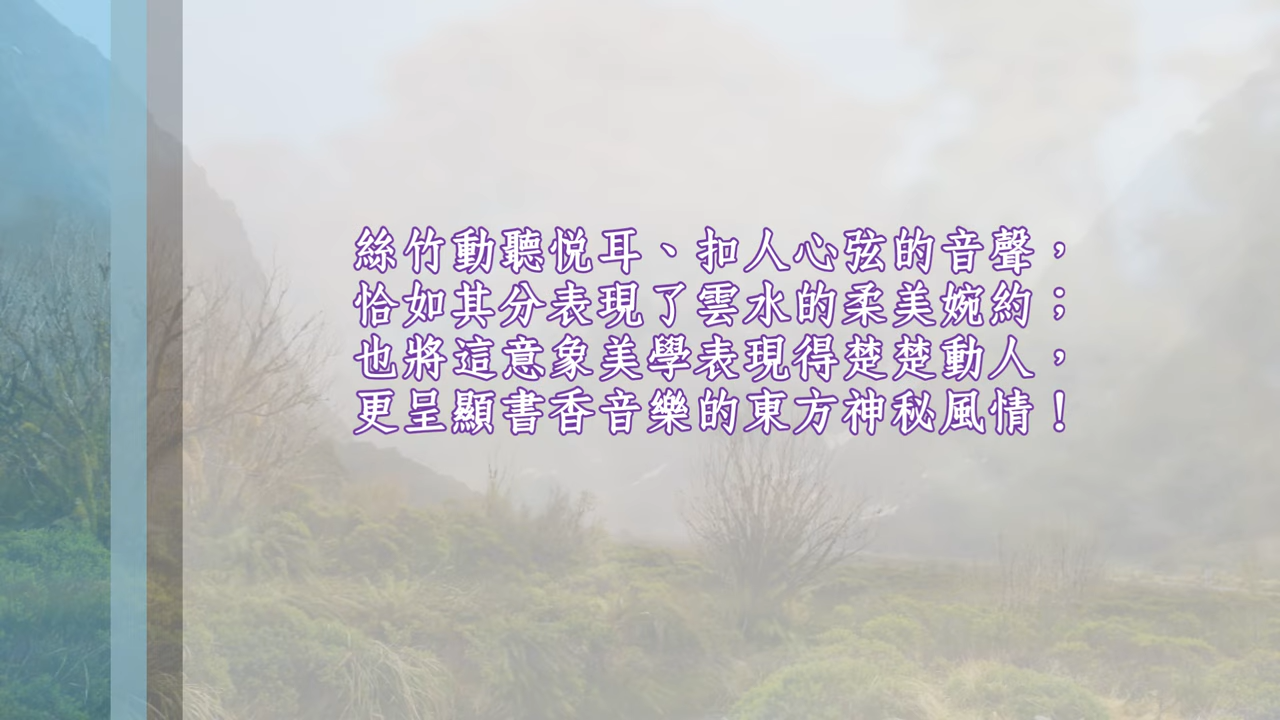 絲竹動聽悅耳、扣人心弦的音聲，
恰如其分表現了雲水的柔美婉約；
也將這意象美學表現得楚楚動人，
更呈顯書香音樂的東方神秘風情！